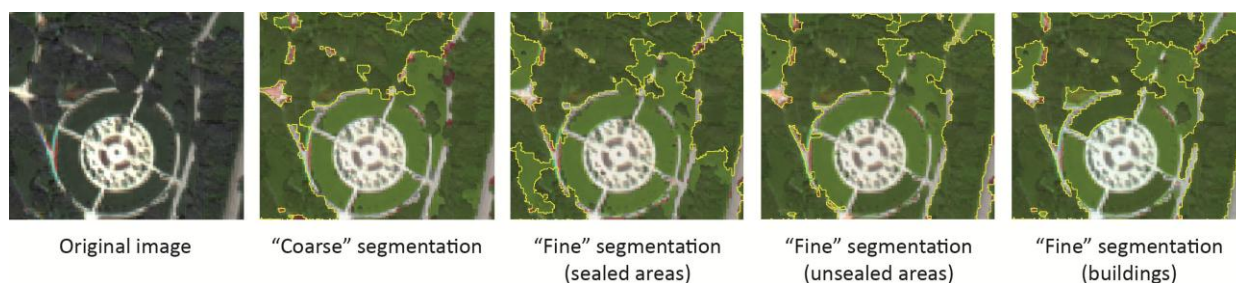 Original image
“Coarse” segmentation
“Fine” segmentation
(sealed areas)
“Fine” segmentation
(unsealed areas)
“Fine” segmentation
(buildings)